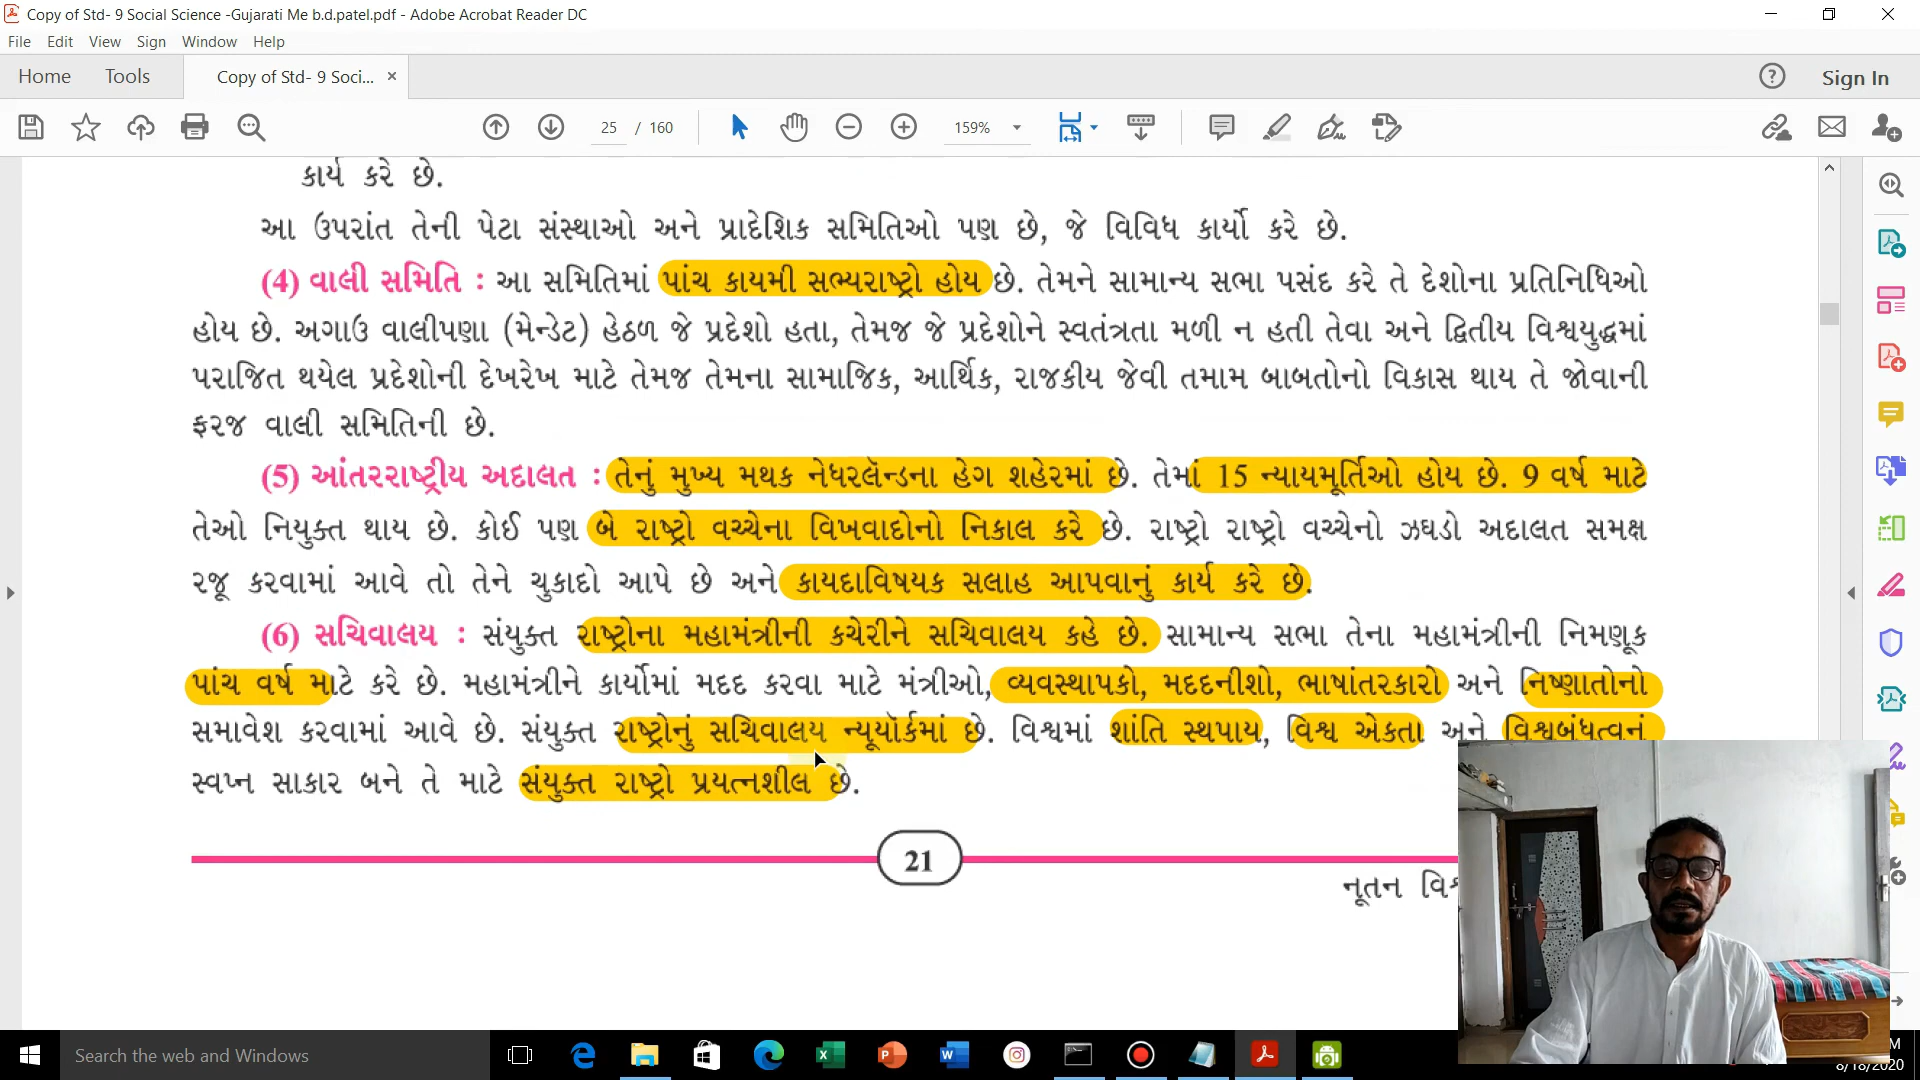 Copy of Std- 9 Social Science -Gujarati Me b.d.patel.pdf - Adobe Acrobat Reader DC
File Edit View Sign Window Help
Home Tools Copy of Std- 9 Soci... × Sign In
25 / 160 159%
કાર્ય કરે છે.
આ ઉપરાંત તેની પેટા સંસ્થાઓ અને પ્રાદેશિક સમિતિઓ પણ છે, જે વિવિધ કાર્યો કરે છે.
(4) વાલી સમિતિ : આ સમિતિમાં પાંચ કાયમી સભ્યરાષ્ટ્રો હોય છે. તેમને સામાન્ય સભા પસંદ કરે તે દેશોના પ્રતિનિધિઓ
હોય છે. અગાઉ વાલીપણા (મેન્ડેટ) હેઠળ જે પ્રદેશો હતા, તેમજ જે પ્રદેશોને સ્વતંત્રતા મળી ન હતી તેવા અને દ્વિતીય વિશ્વયુદ્ધમાં
પરાજિત થયેલ પ્રદેશોની દેખરેખ માટે તેમજ તેમના સામાજિક, આર્થિક, રાજકીય જેવી તમામ બાબતોનો વિકાસ થાય તે જોવાની
ફરજ વાલી સમિતિની છે.
(5) આંતરરાષ્ટ્રીય અદાલત : તેનું મુખ્ય મથક નેધરલૅન્ડના હેગ શહેરમાં છે. તેમાં 15 ન્યાયમૂર્તિઓ હોય છે. 9 વર્ષ માટે
તેઓ નિયુક્ત થાય છે. કોઈ પણ બે રાષ્ટ્રો વચ્ચેના વિખવાદોનો નિકાલ કરે છે. રાષ્ટ્રો રાષ્ટ્રો વચ્ચેનો ઝઘડો અદાલત સમક્ષ
રજૂ કરવામાં આવે તો તેને ચુકાદો આપે છે અને કાયદાવિષયક સલાહ આપવાનું કાર્ય કરે છે.
(6) સચિવાલય : સંયુક્ત રાષ્ટ્રોના મહામંત્રીની કચેરીને સચિવાલય કહે છે. સામાન્ય સભા તેના મહામંત્રીની નિમણૂક
પાંચ વર્ષ માટે કરે છે. મહામંત્રીને કાર્યોમાં મદદ કરવા માટે મંત્રીઓ, વ્યવસ્થાપકો, મદદનીશો, ભાષાંતરકારો અને નિષ્ણાતોનો
સમાવેશ કરવામાં આવે છે. સંયુક્ત રાષ્ટ્રોનું સચિવાલય ન્યૂયૉર્કમાં છે. વિશ્વમાં શાંતિ સ્થપાય, વિશ્વ એકતા અને
સ્વપ્ન સાકાર બને તે માટે સંયુક્ત રાષ્ટ્રો પ્રયત્નશીલ છે.
21
નૂતન
Search the web and Windows
8/18/2020